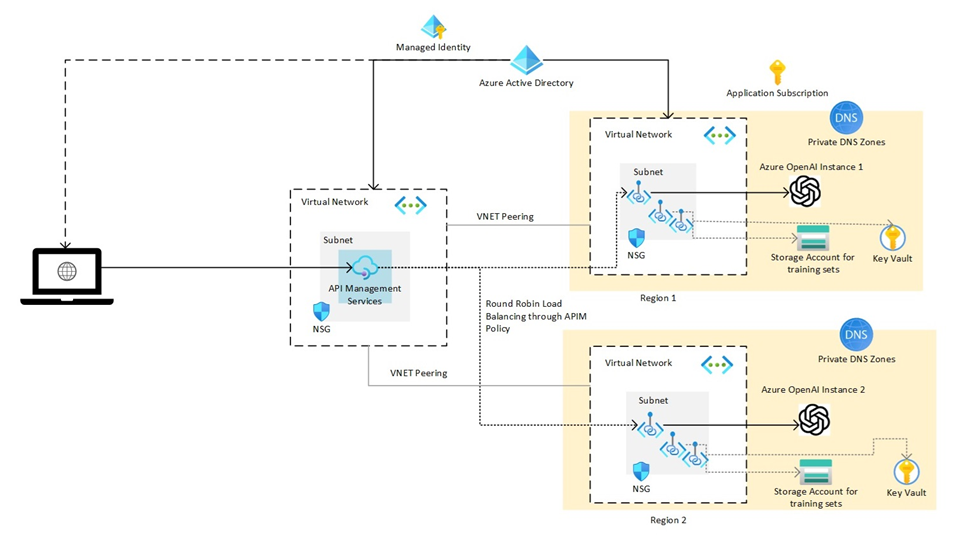 Managed Identity
Azure Active Directory
Application Subscription
DNS
Private DNS Zones
Virtual Network
Subnet
NSG
Azure OpenAI Instance 1
Storage Account for
training sets
Key Vault
Region 1
Virtual Network
Subnet
API Management
Services
NSG
VNET Peering
Round Robin Load
Balancing through APIM
Policy
VNET Peering
DNS
Private DNS Zones
Virtual Network
Subnet
NSG
Azure OpenAI Instance 2
Storage Account for
training sets
Key Vault
Region 2